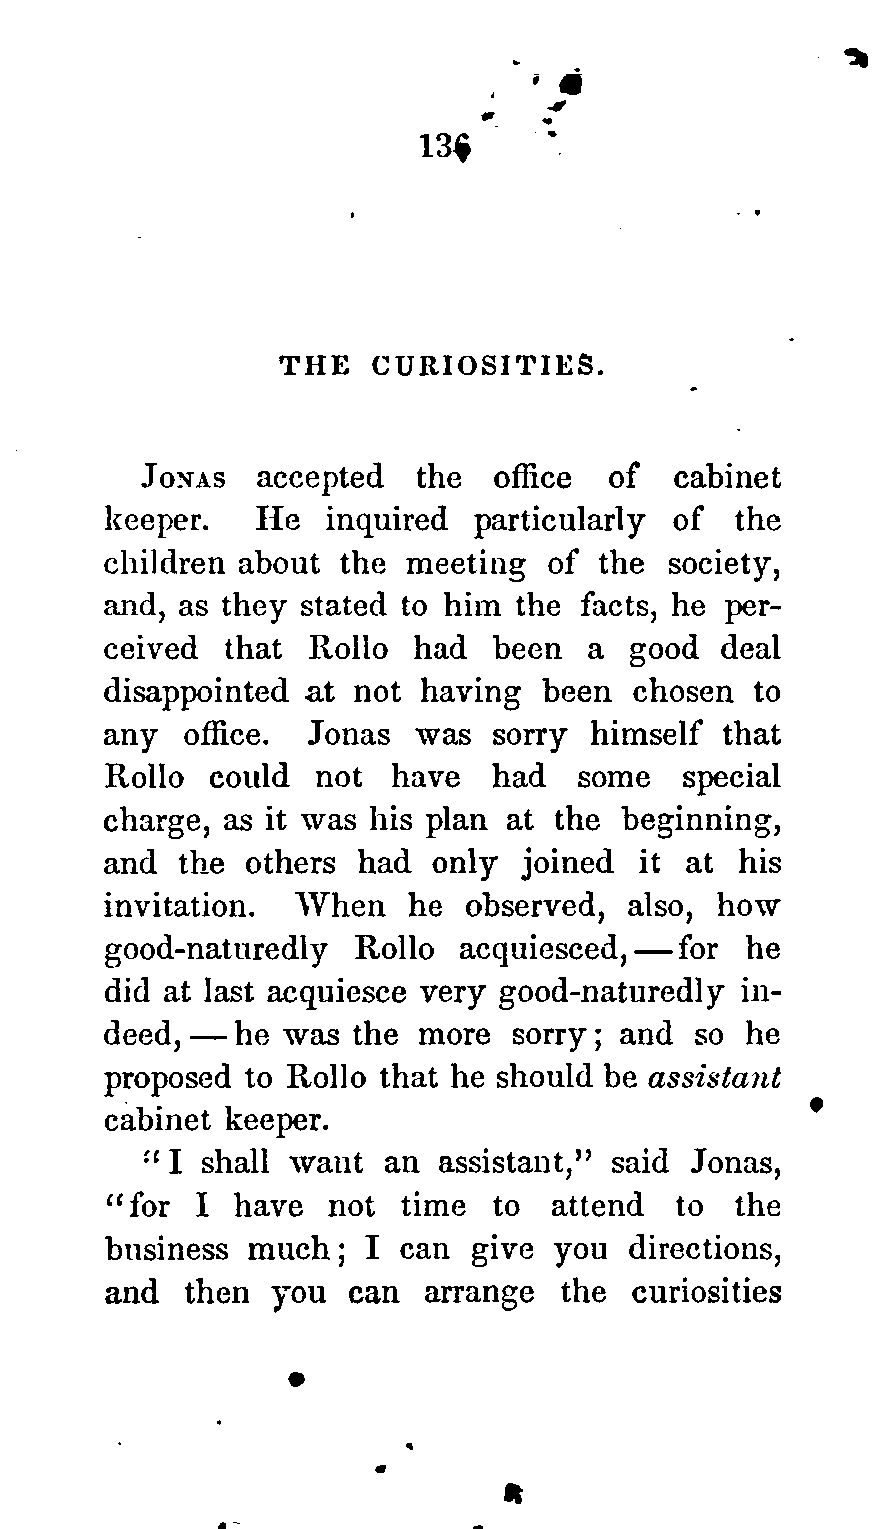 136
THE CURIOSITIES.
Jonas accepted the office of cabinet
keeper. He inquired particularly of the
children about the meeting of the society,
and, as they stated to him the facts, he per-
ceived that Rollo had been a good deal
disappointed at not having been chosen to
any office. Jonas was sorry himself that
Rollo could not have had some special
charge, as it was his plan at the beginning,
and the others had only joined it at his
invitation. When he observed, also, how
good-naturedly Rollo acquiesced,—for he
did at last acquiesce very good-naturedly in-
deed,—he was the more sorry; and so he
proposed to Rollo that he should be assistant
cabinet keeper.
"I shall want an assistant," said Jonas,
"for I have not time to attend to the
business much; I can give you directions,
and then you can arrange the curiosities